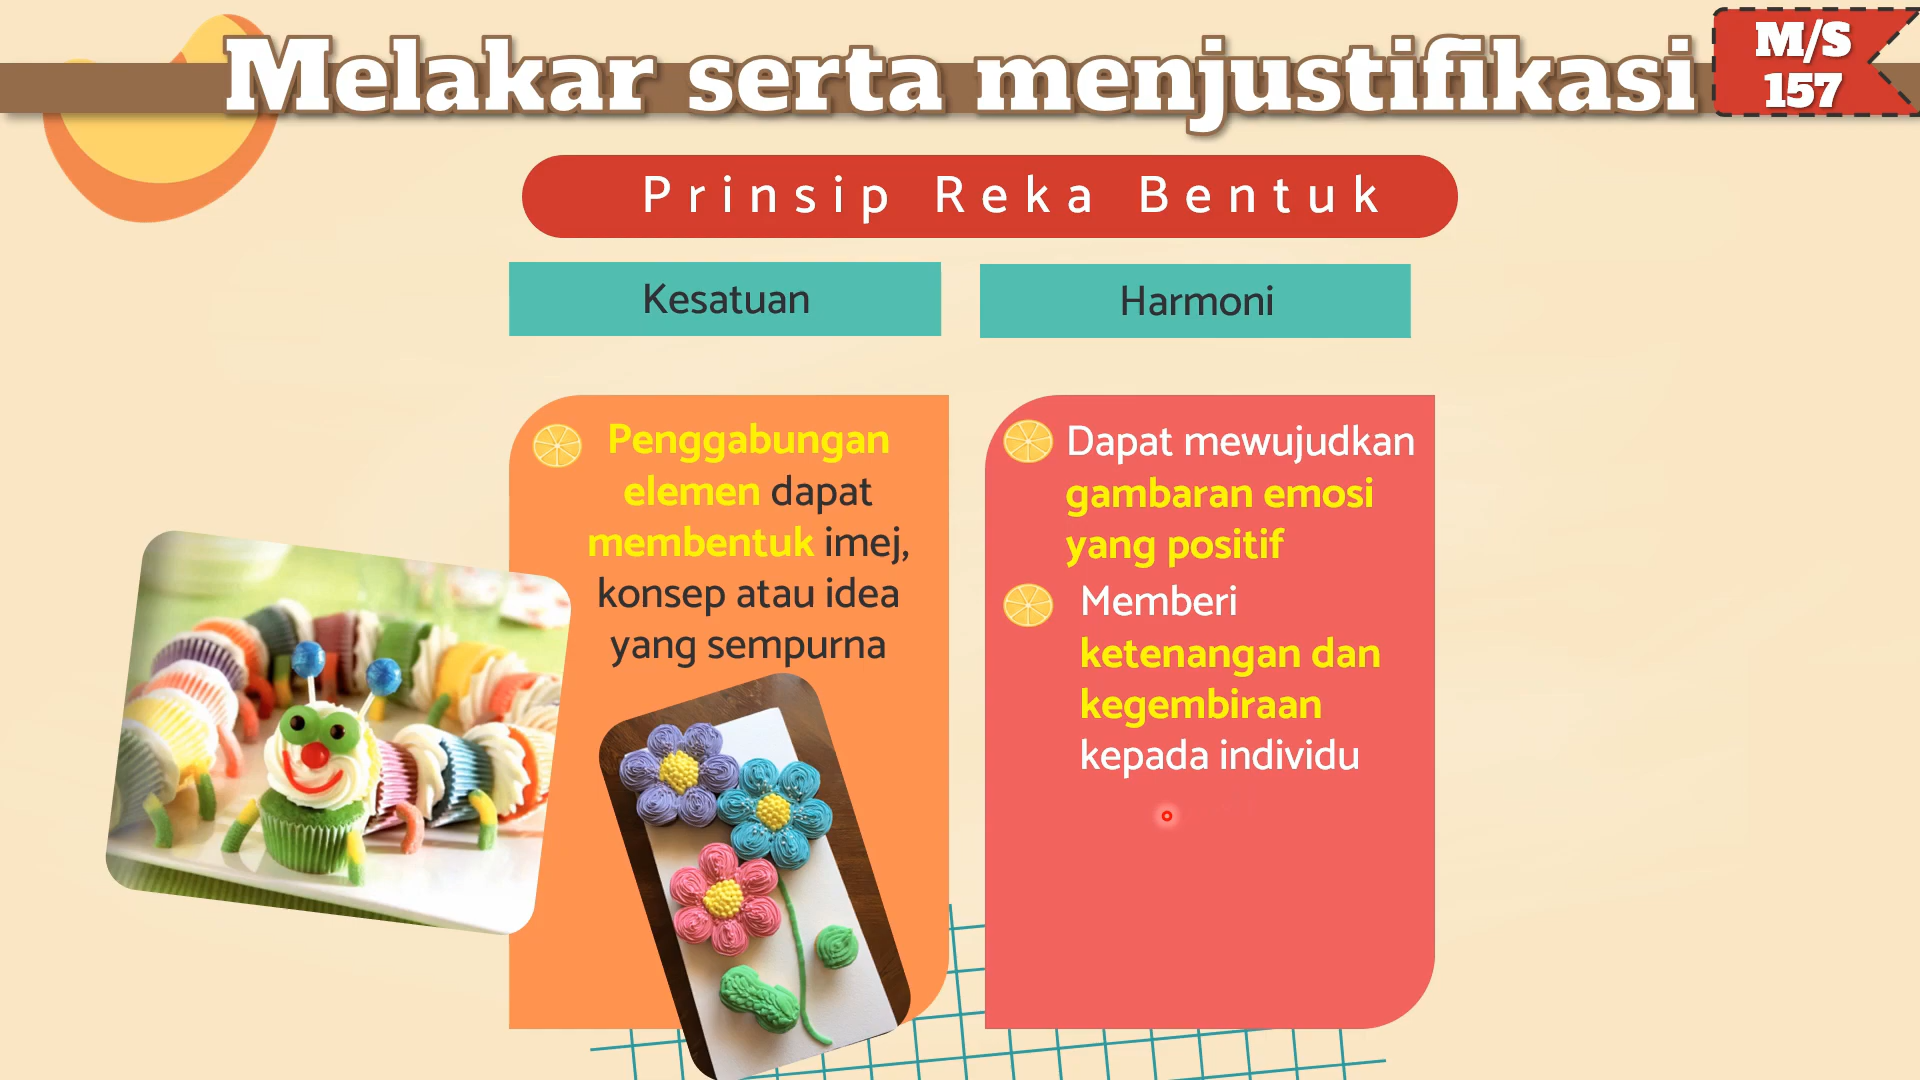 Melakar serta menjustifikasi
M/S
157
Prinsip Reka Bentuk
Kesatuan
Penggabungan
elemen dapat
membentuk imej,
konsep atau idea
yang sempurna
Harmoni
Dapat mewujudkan
gambaran emosi
yang positif
Memberi
ketenangan dan
kegembiraan
kepada individu